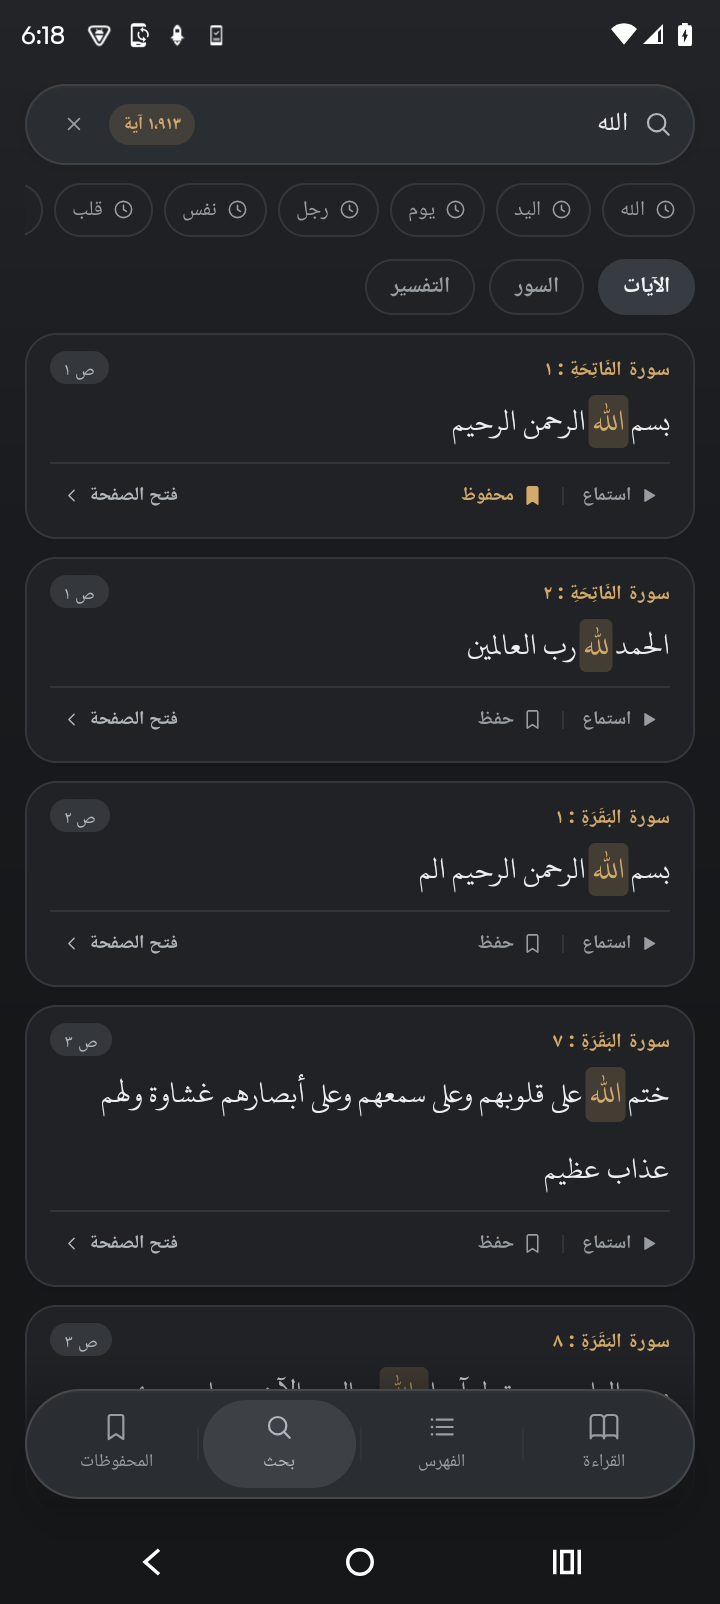 6:18
الله
١٬٩١٣ آية
الله
اليد
يوم
رجل
نفس
قلب
الآيات
السور
التفسير
سورة الفَاتِحَةِ : ١
ص ١
بسم الله الرحمن الرحيم
استماع
محفوظ
فتح الصفحة
سورة الفَاتِحَةِ : ٢
ص ١
الحمد لله رب العالمين
استماع
حفظ
فتح الصفحة
سورة البَقَرَةِ : ١
ص ٢
بسم الله الرحمن الرحيم الم
استماع
حفظ
فتح الصفحة
سورة البَقَرَةِ : ٧
ص ٣
ختم الله على قلوبهم وعلى سمعهم وعلى أبصارهم غشاوة ولهم
عذاب عظيم
استماع
حفظ
فتح الصفحة
سورة البَقَرَةِ : ٨
ص ٣
القراءة
الفهرس
بحث
المحفوظات